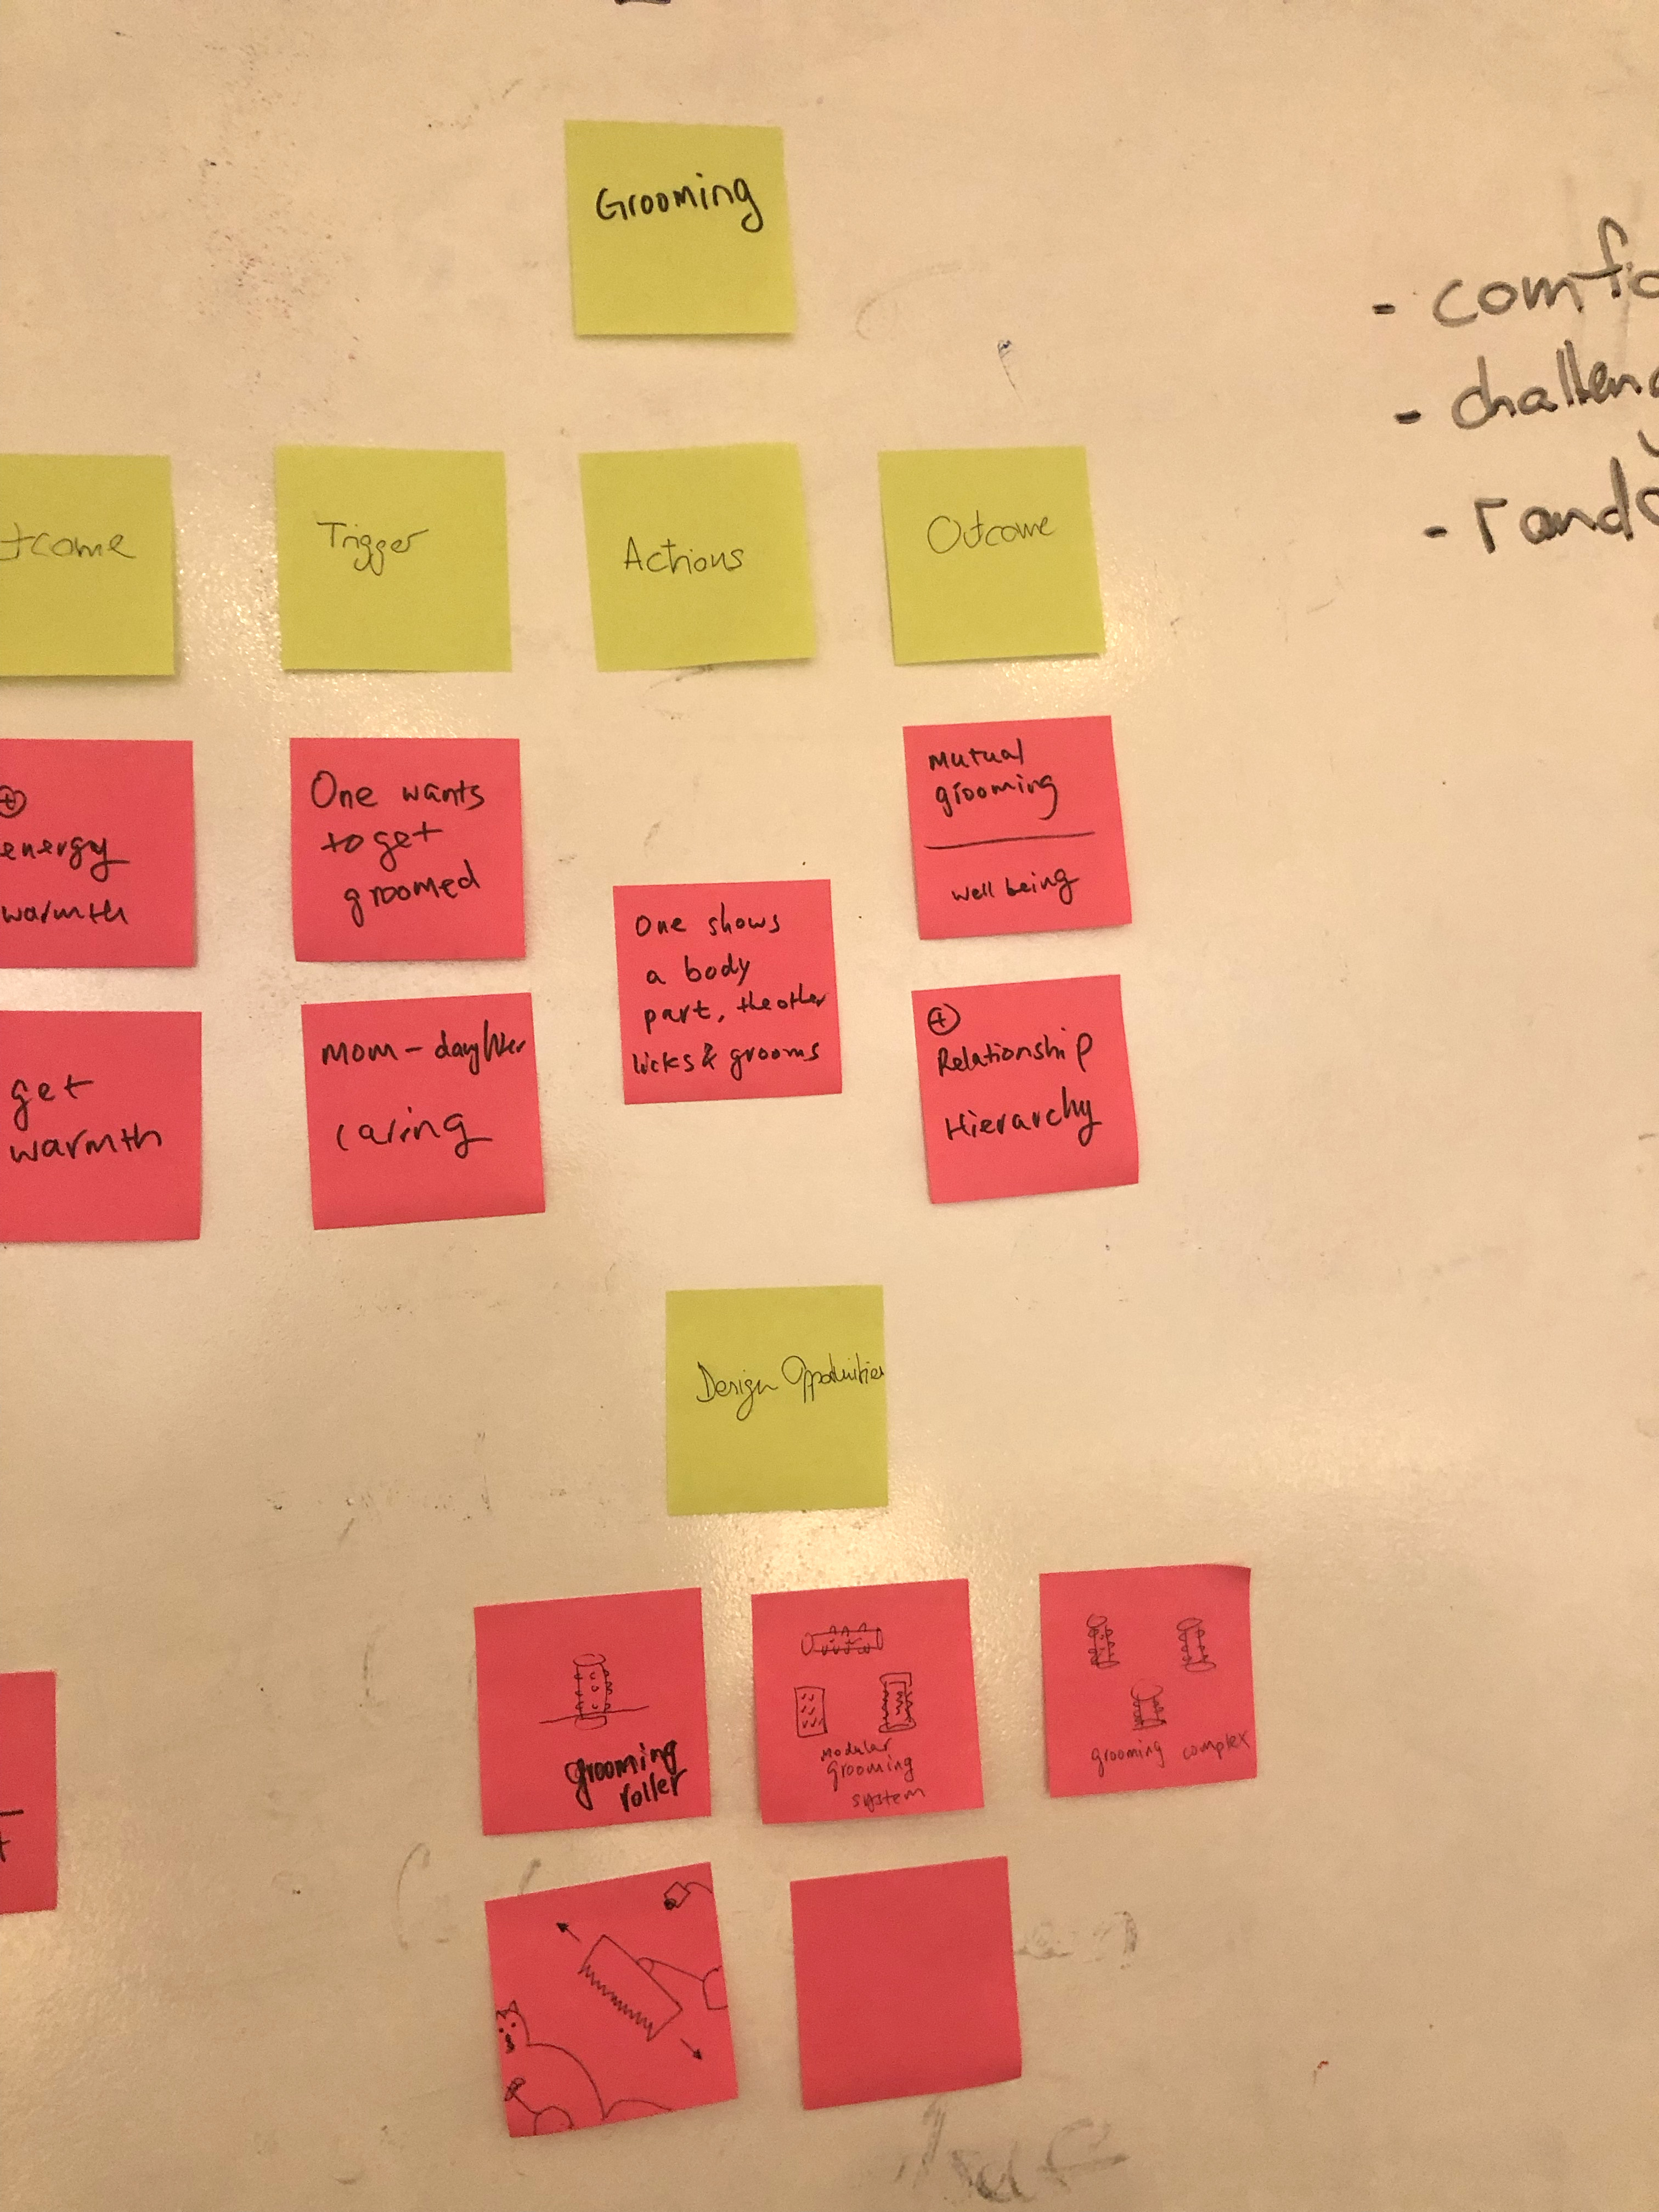 Grooming
- comfo
- challeng
- rando
tcome
Trigger
Actions
Outcome
⊕
energy
warmth
get
warmth
One wants
to get
groomed
Mom - daughter
caring
One shows
a body
part, the other
licks & grooms
Mutual
grooming
well being
⊕
Relationship
Hierarchy
Design Opportunities
grooming
roller
Modular
grooming
system
grooming complex